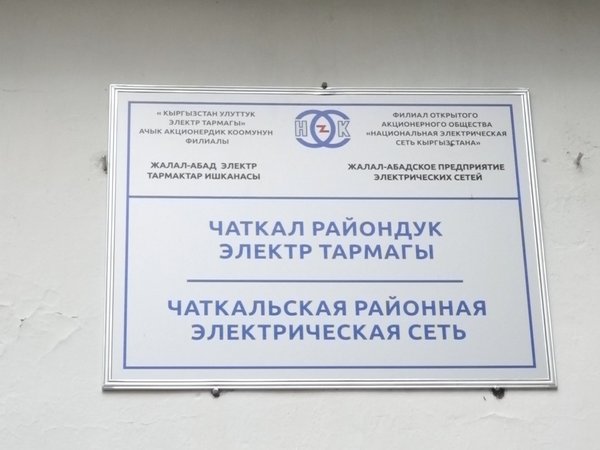 « КЫРГЫЗСТАН УЛУТТУК
ЭЛЕКТР ТАРМАГЫ»
АЧЫК АКЦИОНЕРДИК КООМУНУН
ФИЛИАЛЫ
ЖАЛАЛ-АБАД ЭЛЕКТР
ТАРМАКТАР ИШКАНАСЫ
Н Э К
ФИЛИАЛ ОТКРЫТОГО
АКЦИОНЕРНОГО ОБЩЕСТВА
«НАЦИОНАЛЬНАЯ ЭЛЕКТРИЧЕСКАЯ
СЕТЬ КЫРГЫЗСТАНА»
ЖАЛАЛ-АБАДСКОЕ ПРЕДПРИЯТИЕ
ЭЛЕКТРИЧЕСКИХ СЕТЕЙ
ЧАТКАЛ РАЙОНДУК
ЭЛЕКТР ТАРМАГЫ
ЧАТКАЛЬСКАЯ РАЙОННАЯ
ЭЛЕКТРИЧЕСКАЯ СЕТЬ